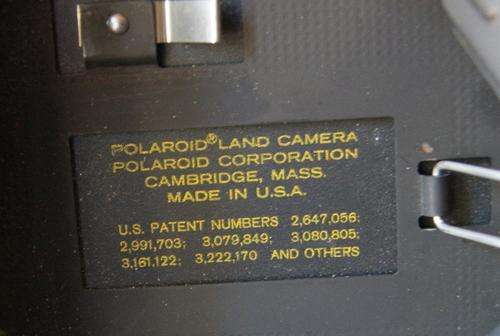 POLAROID® LAND CAMERA
POLAROID CORPORATION
CAMBRIDGE, MASS.
MADE IN U.S.A.
U.S. PATENT NUMBERS 2,647,056;
2,991,703; 3,079,849; 3,080,805;
3,161,122; 3,222,170 AND OTHERS